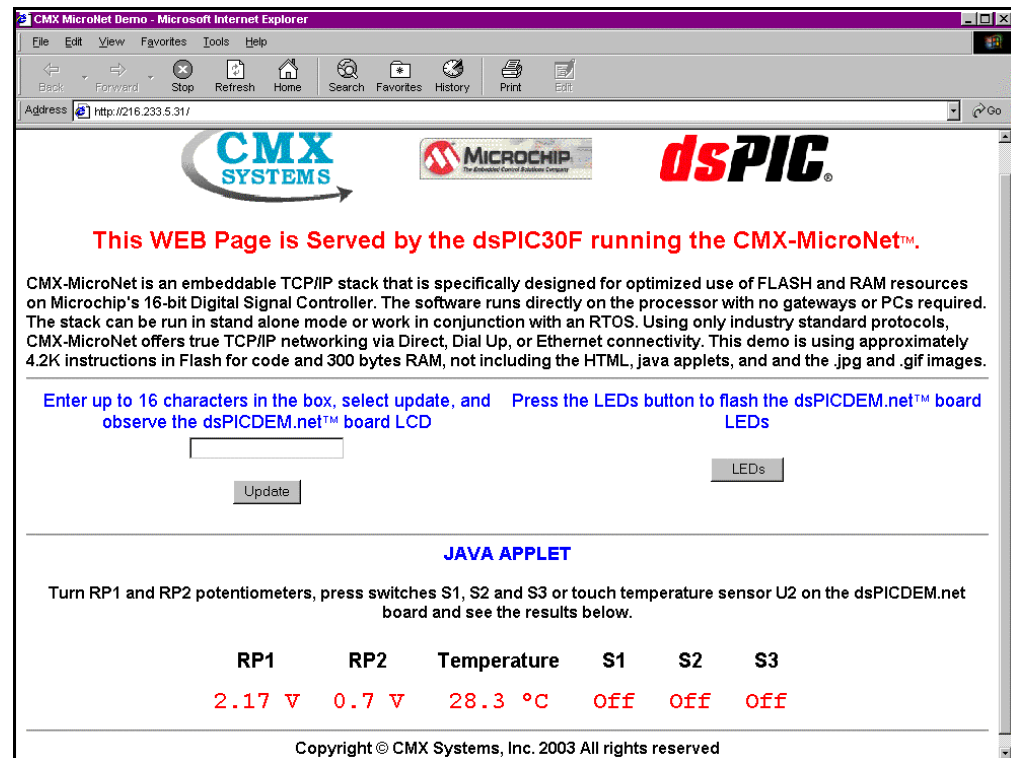 CMX MicroNet Demo - Microsoft Internet Explorer
File Edit View Favorites Tools Help
Back Forward Stop Refresh Home Search Favorites History Print Edit
Address http://216.233.5.31/ Go
CMX SYSTEMS
MICROCHIP
The Embedded Control Solutions Company
dsPIC®
This WEB Page is Served by the dsPIC30F running the CMX-MicroNet™.
CMX-MicroNet is an embeddable TCP/IP stack that is specifically designed for optimized use of FLASH and RAM resources
on Microchip's 16-bit Digital Signal Controller. The software runs directly on the processor with no gateways or PCs required.
The stack can be run in stand alone mode or work in conjunction with an RTOS. Using only industry standard protocols,
CMX-MicroNet offers true TCP/IP networking via Direct, Dial Up, or Ethernet connectivity. This demo is using approximately
4.2K instructions in Flash for code and 300 bytes RAM, not including the HTML, java applets, and and the .jpg and .gif images.
Enter up to 16 characters in the box, select update, and
observe the dsPICDEM.net™ board LCD
Update
Press the LEDs button to flash the dsPICDEM.net™ board
LEDs
LEDs
JAVA APPLET
Turn RP1 and RP2 potentiometers, press switches S1, S2 and S3 or touch temperature sensor U2 on the dsPICDEM.net
board and see the results below.
RP1 RP2 Temperature S1 S2 S3
2.17 V 0.7 V 28.3 °C Off Off Off
Copyright © CMX Systems, Inc. 2003 All rights reserved